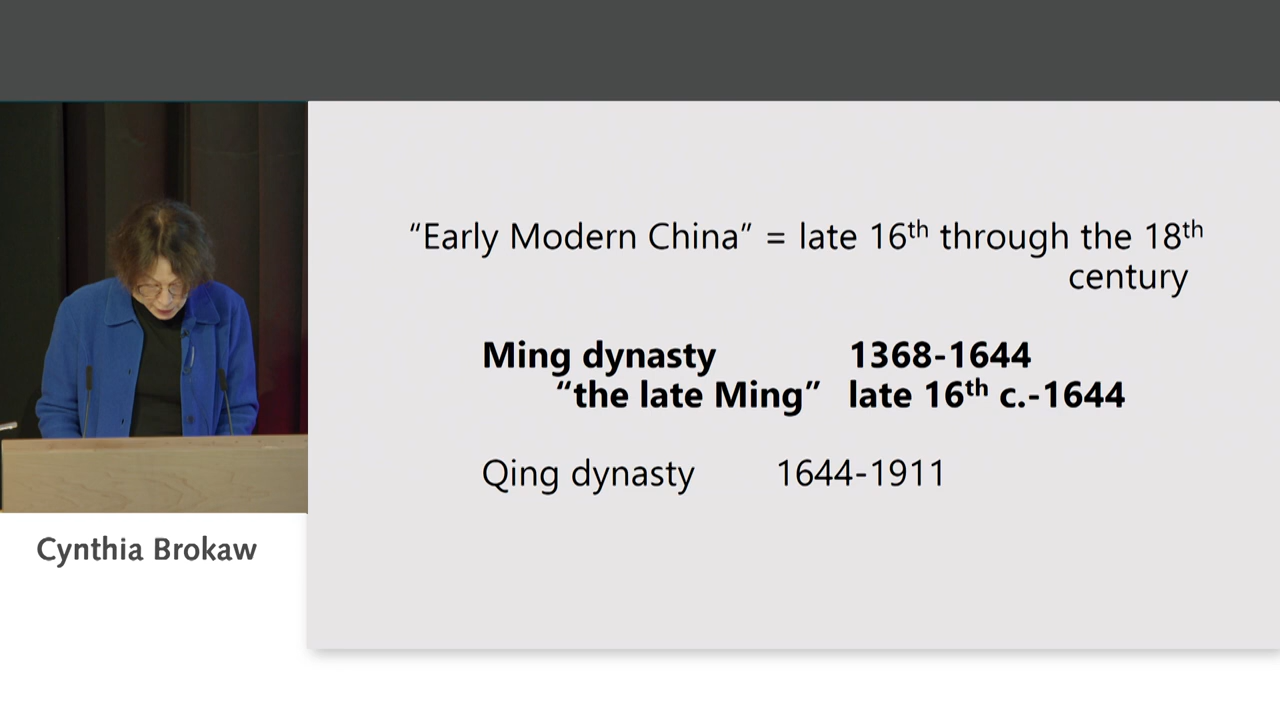 “Early Modern China” = late 16th through the 18th
century
Ming dynasty 1368-1644
“the late Ming” late 16th c.-1644
Qing dynasty 1644-1911
Cynthia Brokaw